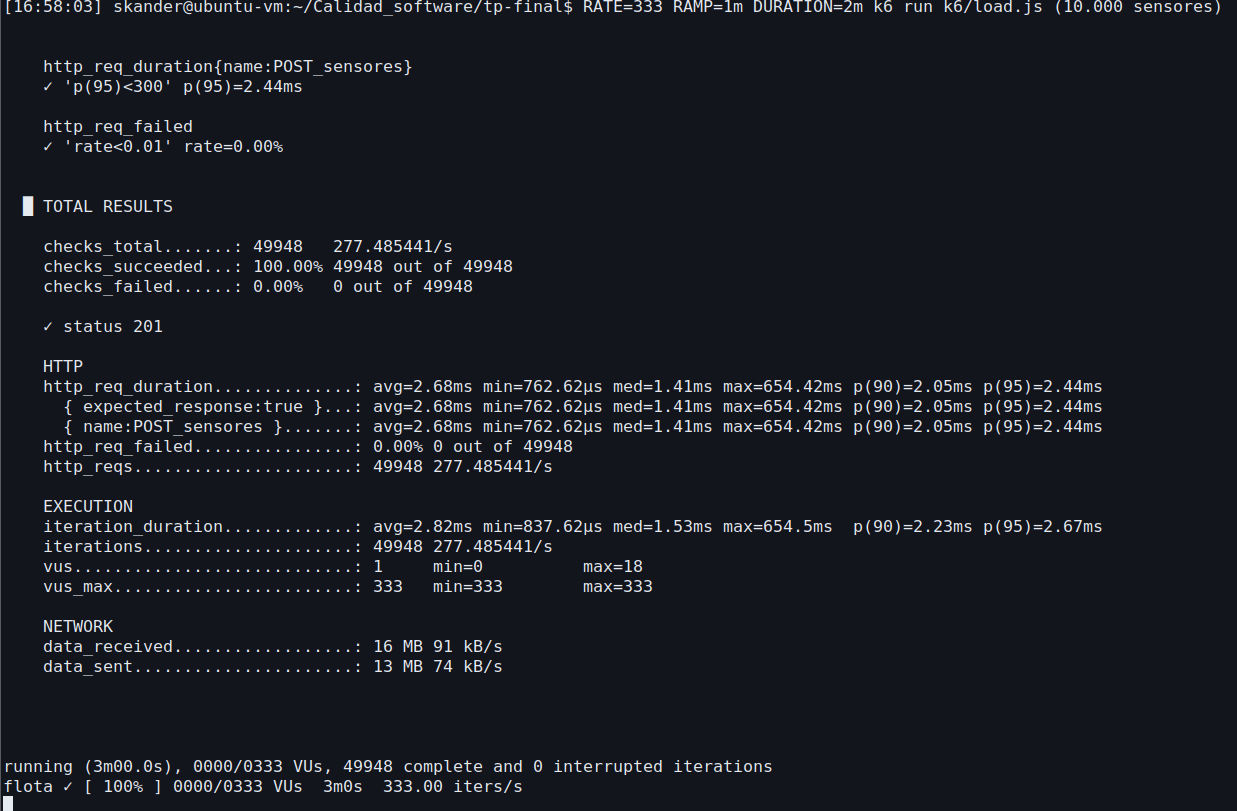 [16:58:03] skander@ubuntu-vm:~/Calidad_software/tp-final$ RATE=333 RAMP=1m DURATION=2m k6 run k6/load.js (10.000 sensores)
http_req_duration{name:POST_sensores}
✓ 'p(95)<300' p(95)=2.44ms
http_req_failed
✓ 'rate<0.01' rate=0.00%
█ TOTAL RESULTS
checks_total.......: 49948   277.485441/s
checks_succeeded...: 100.00% 49948 out of 49948
checks_failed......: 0.00%   0 out of 49948
✓ status 201
HTTP
http_req_duration..............: avg=2.68ms min=762.62µs med=1.41ms max=654.42ms p(90)=2.05ms p(95)=2.44ms
{ expected_response:true }...: avg=2.68ms min=762.62µs med=1.41ms max=654.42ms p(90)=2.05ms p(95)=2.44ms
{ name:POST_sensores }.......: avg=2.68ms min=762.62µs med=1.41ms max=654.42ms p(90)=2.05ms p(95)=2.44ms
http_req_failed................: 0.00% 0 out of 49948
http_reqs......................: 49948 277.485441/s
EXECUTION
iteration_duration.............: avg=2.82ms min=837.62µs med=1.53ms max=654.5ms  p(90)=2.23ms p(95)=2.67ms
iterations.....................: 49948 277.485441/s
vus............................: 1     min=0         max=18
vus_max........................: 333   min=333       max=333
NETWORK
data_received..................: 16 MB 91 kB/s
data_sent......................: 13 MB 74 kB/s
running (3m00.0s), 0000/0333 VUs, 49948 complete and 0 interrupted iterations
flota ✓ [ 100% ] 0000/0333 VUs  3m0s  333.00 iters/s